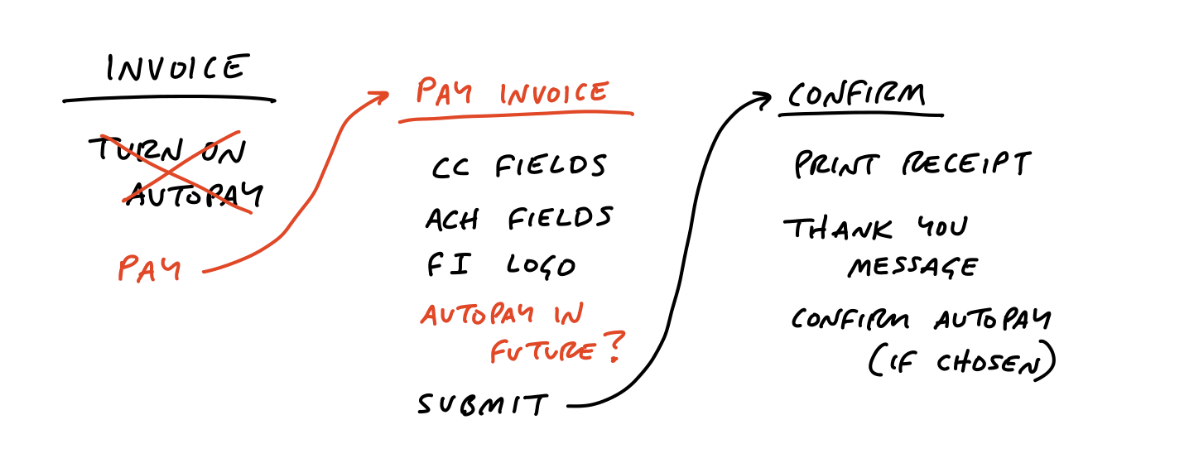 INVOICE
TURN ON
AUTOPAY
PAY
PAY INVOICE
CC FIELDS
ACH FIELDS
FI LOGO
AUTOPAY IN
FUTURE?
SUBMIT
CONFIRM
PRINT RECEIPT
THANK YOU
MESSAGE
CONFIRM AUTOPAY
(IF CHOSEN)